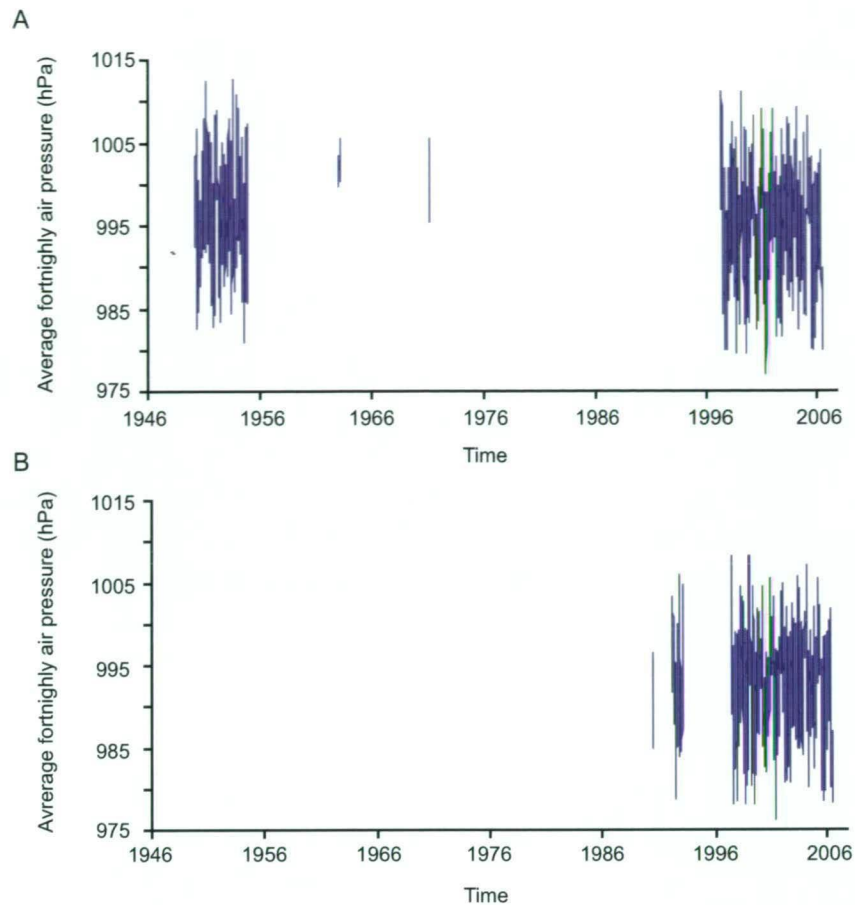 A
Average fortnighly air pressure (hPa)
1015
1005
995
985
975
1946 1956 1966 1976 1986 1996 2006
Time
B
Avrerage fortnighly air pressure (hPa)
1015
1005
995
985
975
1946 1956 1966 1976 1986 1996 2006
Time